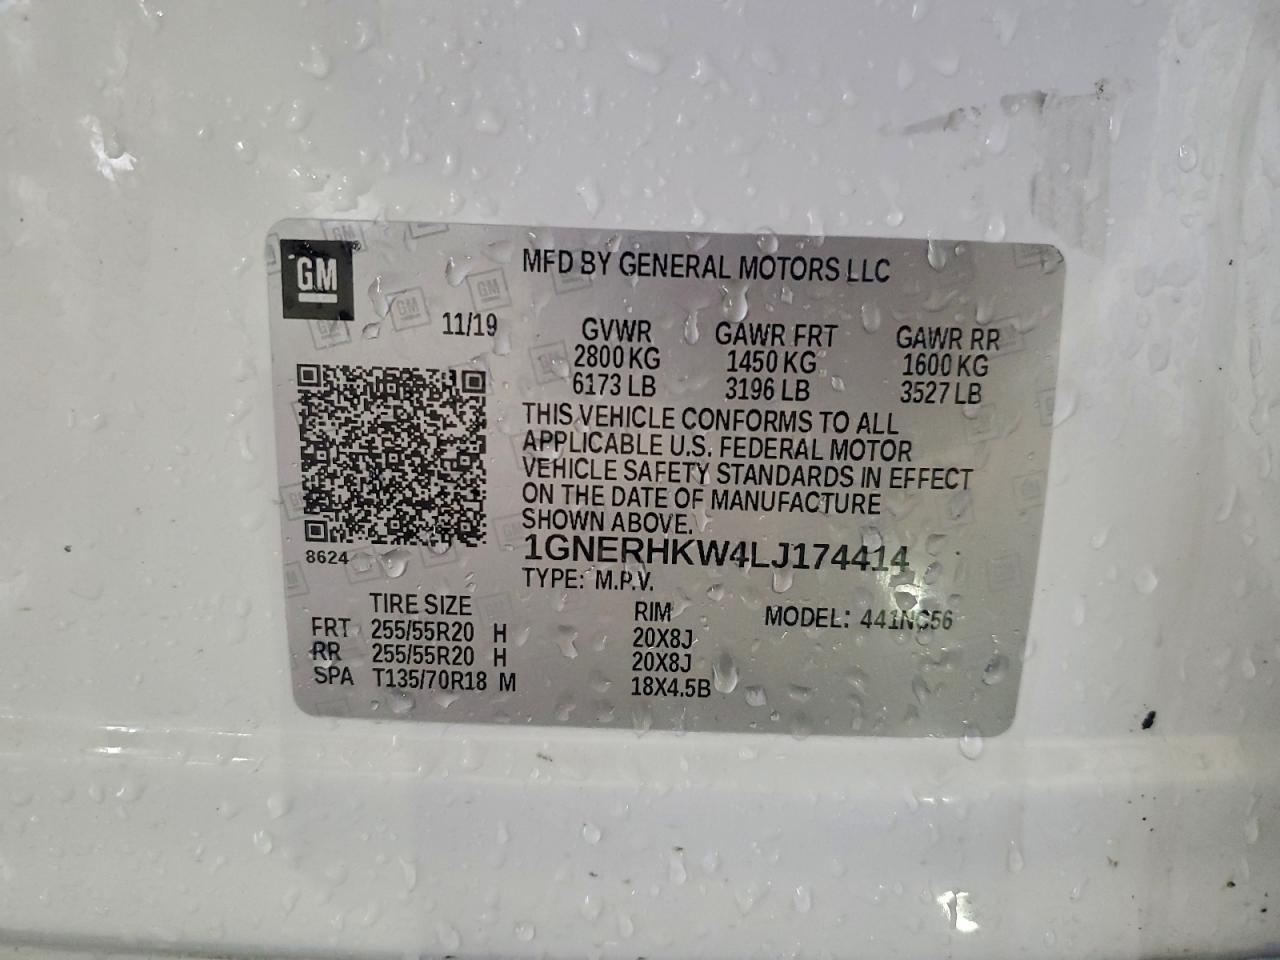 GM
MFD BY GENERAL MOTORS LLC
11/19
GVWR GAWR FRT GAWR RR
2800 KG 1450 KG 1600 KG
6173 LB 3196 LB 3527 LB
THIS VEHICLE CONFORMS TO ALL
APPLICABLE U.S. FEDERAL MOTOR
VEHICLE SAFETY STANDARDS IN EFFECT
ON THE DATE OF MANUFACTURE
SHOWN ABOVE.
8624
1GNERHKW4LJ174414
TYPE: M.P.V.
TIRE SIZE RIM MODEL: 441NC56
FRT 255/55R20 H 20X8J
RR 255/55R20 H 20X8J
SPA T135/70R18 M 18X4.5B